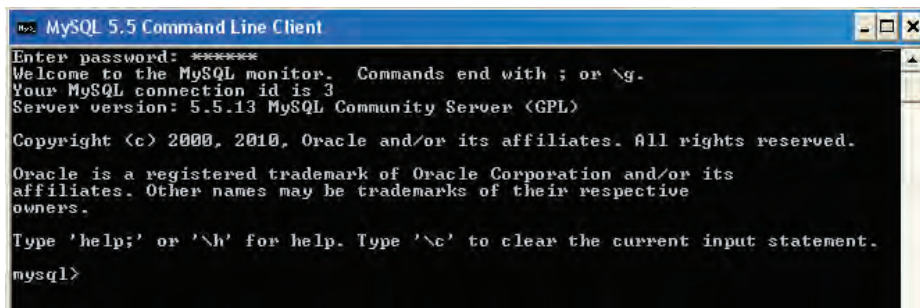 MySQL 5.5 Command Line Client
Enter password: ******
Welcome to the MySQL monitor.  Commands end with ; or \g.
Your MySQL connection id is 3
Server version: 5.5.13 MySQL Community Server (GPL)
Copyright (c) 2000, 2010, Oracle and/or its affiliates. All rights reserved.
Oracle is a registered trademark of Oracle Corporation and/or its
affiliates. Other names may be trademarks of their respective
owners.
Type 'help;' or '\h' for help. Type '\c' to clear the current input statement.
mysql>